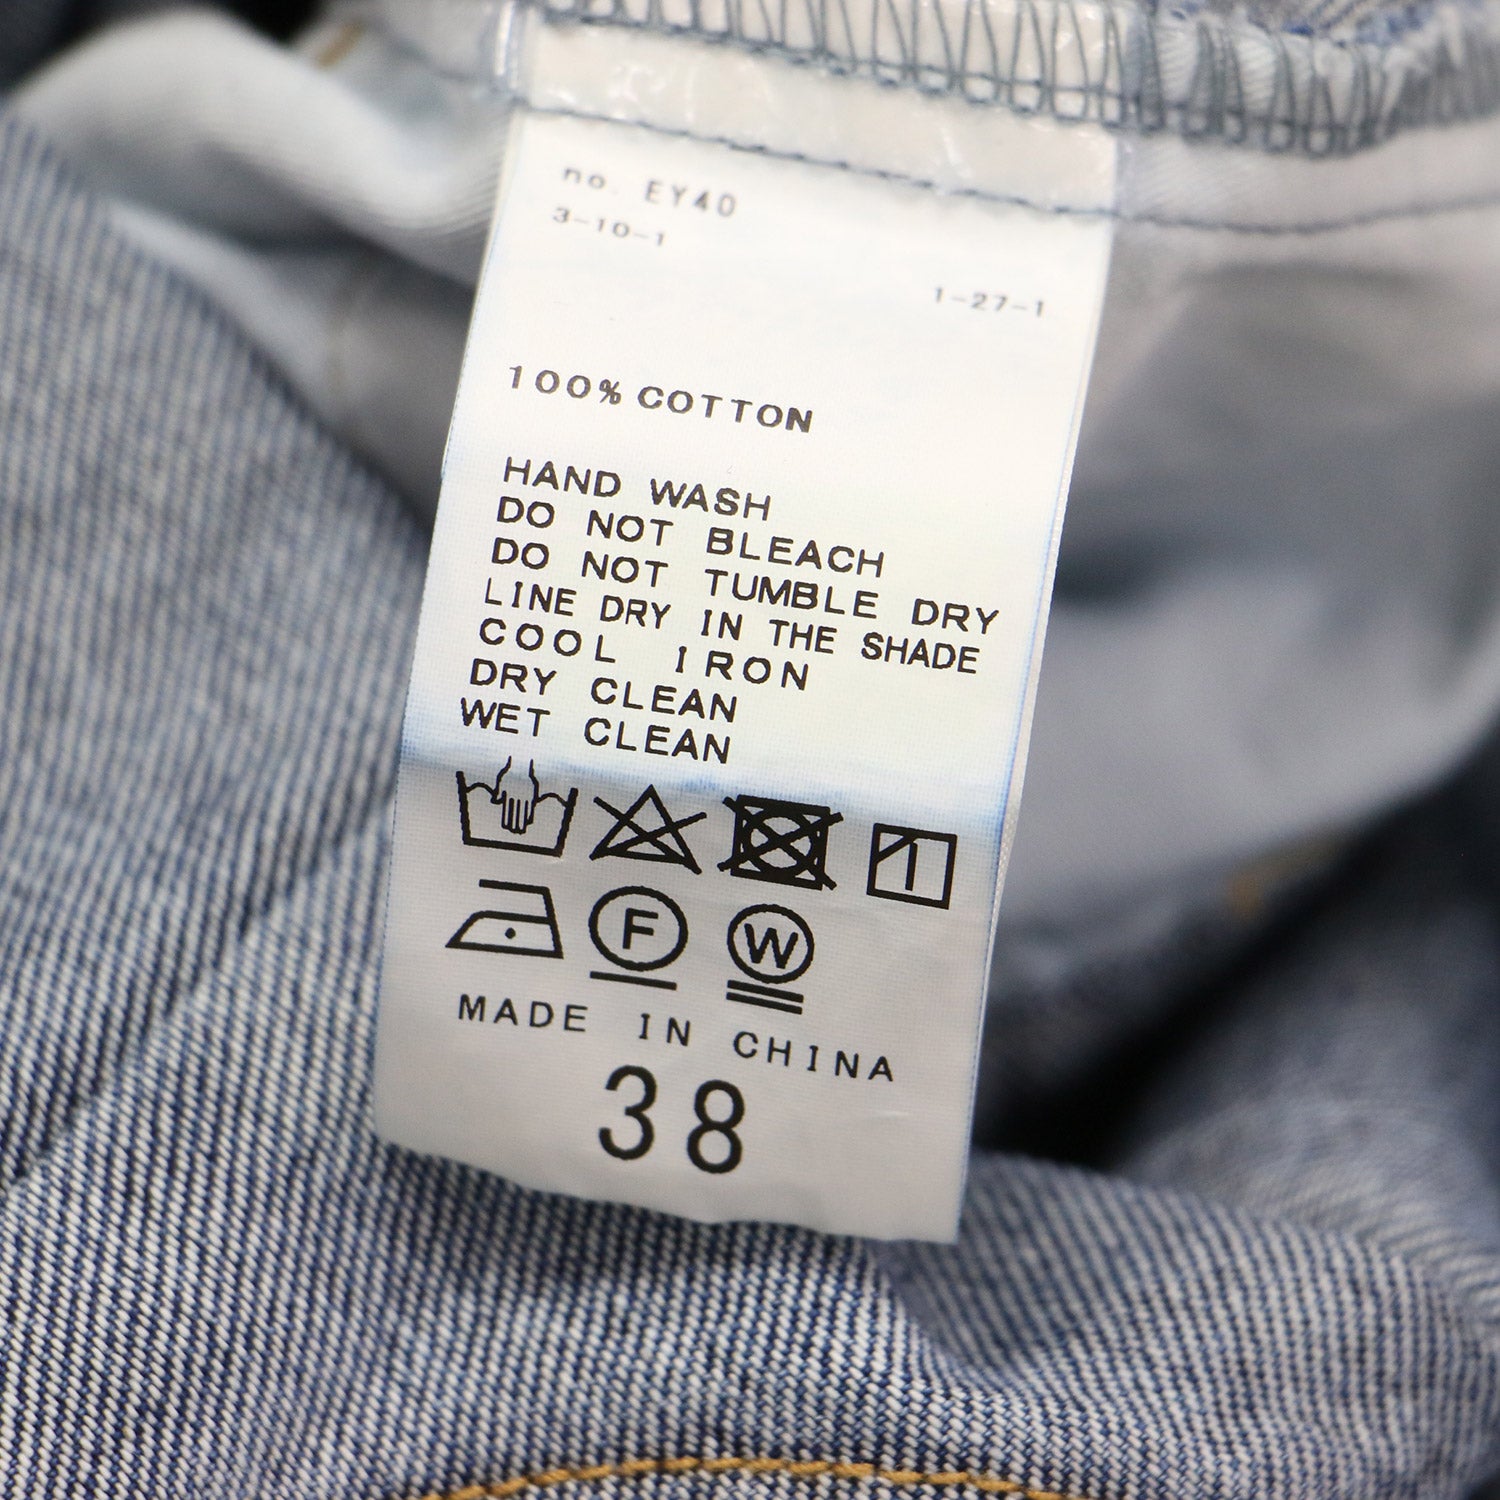 no. EY40
3-10-1
1-27-1
100% COTTON
HAND WASH
DO NOT BLEACH
DO NOT TUMBLE DRY
LINE DRY IN THE SHADE
COOL IRON
DRY CLEAN
WET CLEAN
F W
MADE IN CHINA
38